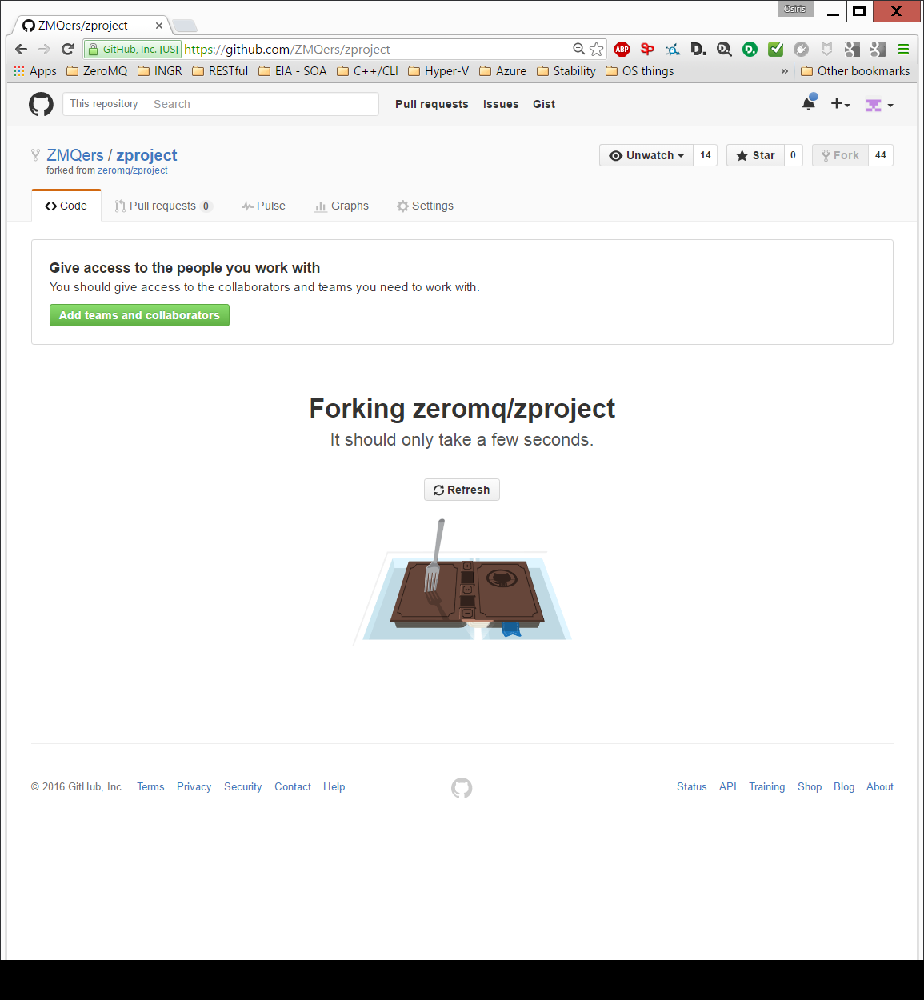 Osiris
ZMQers/zproject
GitHub, Inc. [US] https://github.com/ZMQers/zproject
ABP SP D. D.
Apps ZeroMQ INGR RESTful EIA - SOA C++/CLI Hyper-V Azure Stability OS things » Other bookmarks
This repository Search Pull requests Issues Gist
ZMQers / zproject Unwatch 14 Star 0 Fork 44
forked from zeromq/zproject
Code Pull requests 0 Pulse Graphs Settings
Give access to the people you work with
You should give access to the collaborators and teams you need to work with.
Add teams and collaborators
Forking zeromq/zproject
It should only take a few seconds.
Refresh
© 2016 GitHub, Inc. Terms Privacy Security Contact Help Status API Training Shop Blog About